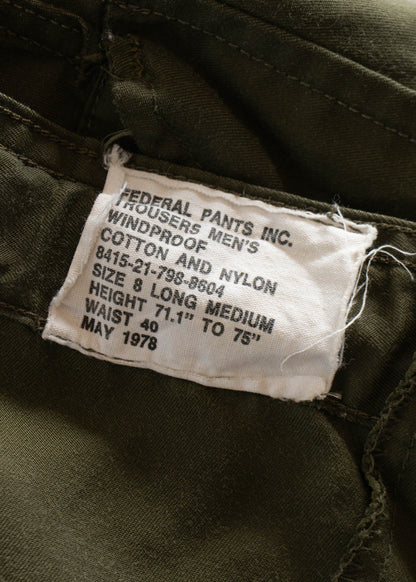 FEDERAL PANTS INC.
TROUSERS MEN'S
WINDPROOF
COTTON AND NYLON
8415-21-798-8604
SIZE 8 LONG MEDIUM
HEIGHT 71.1" TO 75"
WAIST 40
MAY 1978